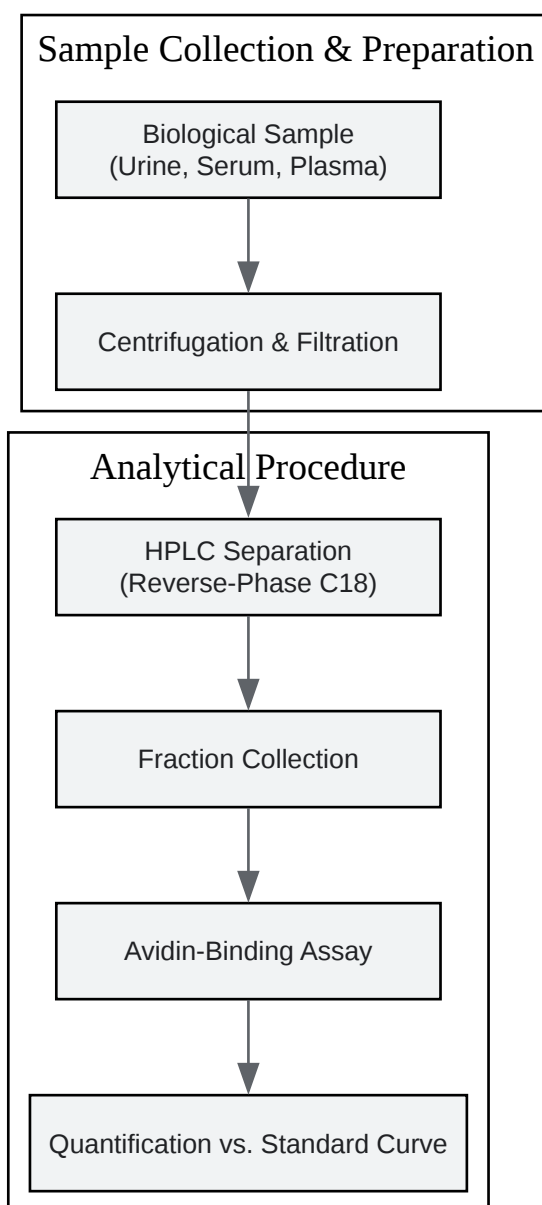 Sample Collection & Preparation
Biological Sample
(Urine, Serum, Plasma)
Centrifugation & Filtration
Analytical Procedure
HPLC Separation
(Reverse-Phase C18)
Fraction Collection
Avidin-Binding Assay
Quantification vs. Standard Curve